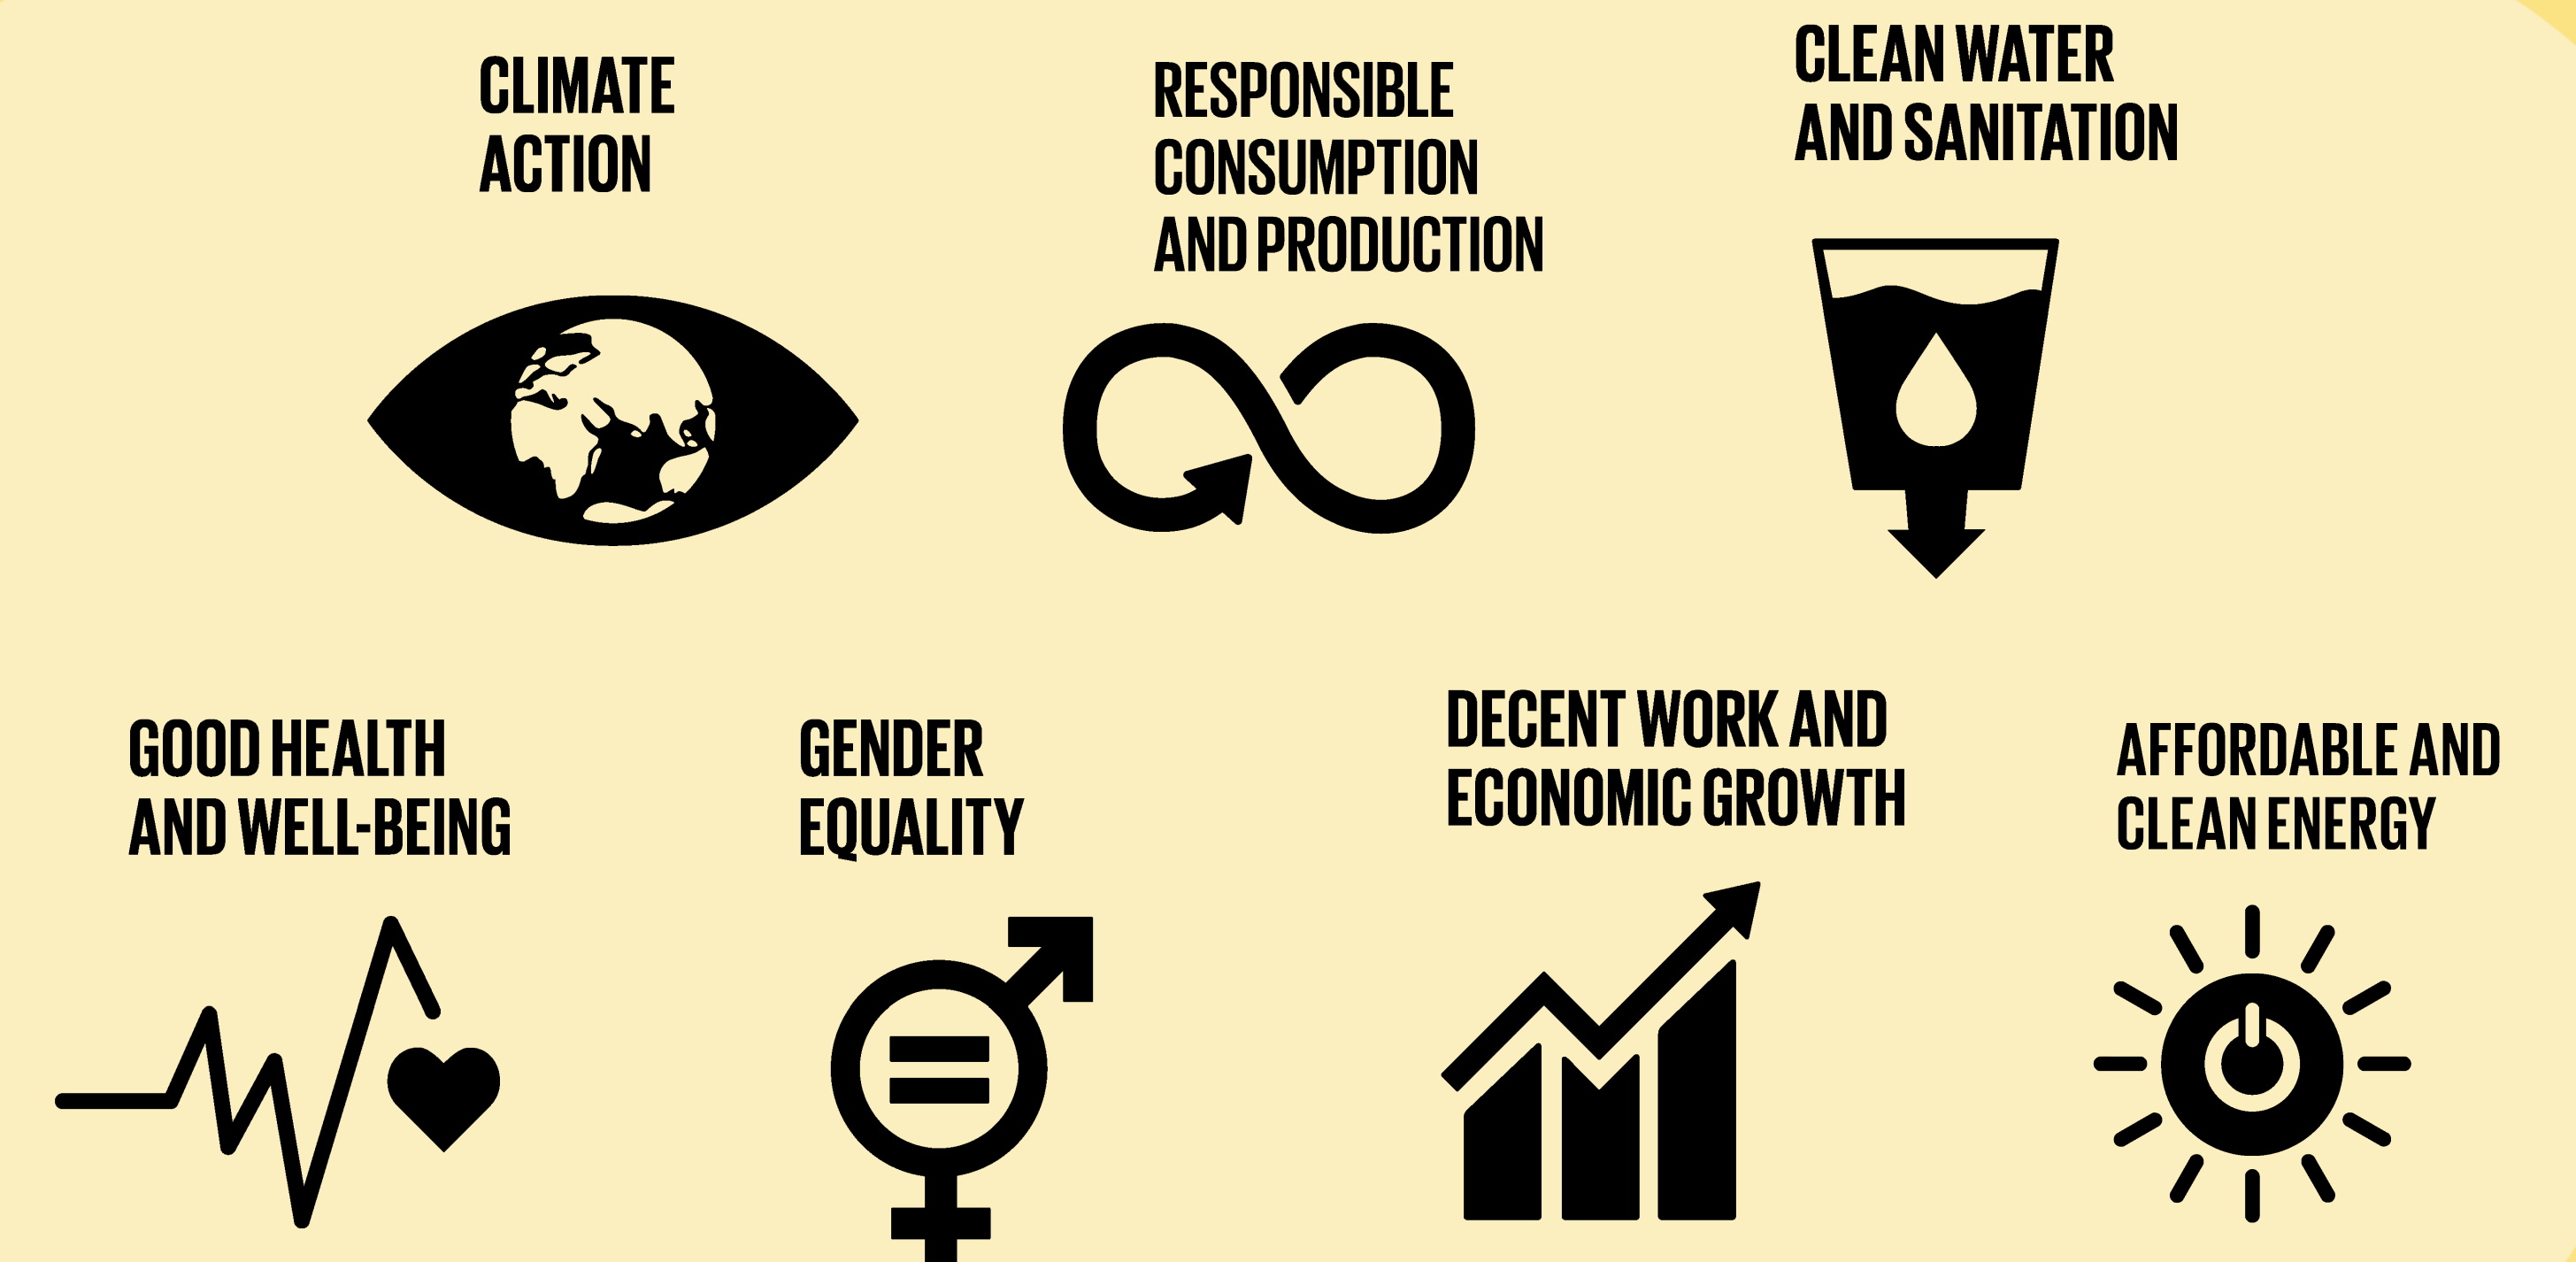 CLIMATE
ACTION
RESPONSIBLE
CONSUMPTION
AND PRODUCTION
CLEAN WATER
AND SANITATION
GOOD HEALTH
AND WELL-BEING
GENDER
EQUALITY
DECENT WORK AND
ECONOMIC GROWTH
AFFORDABLE AND
CLEAN ENERGY